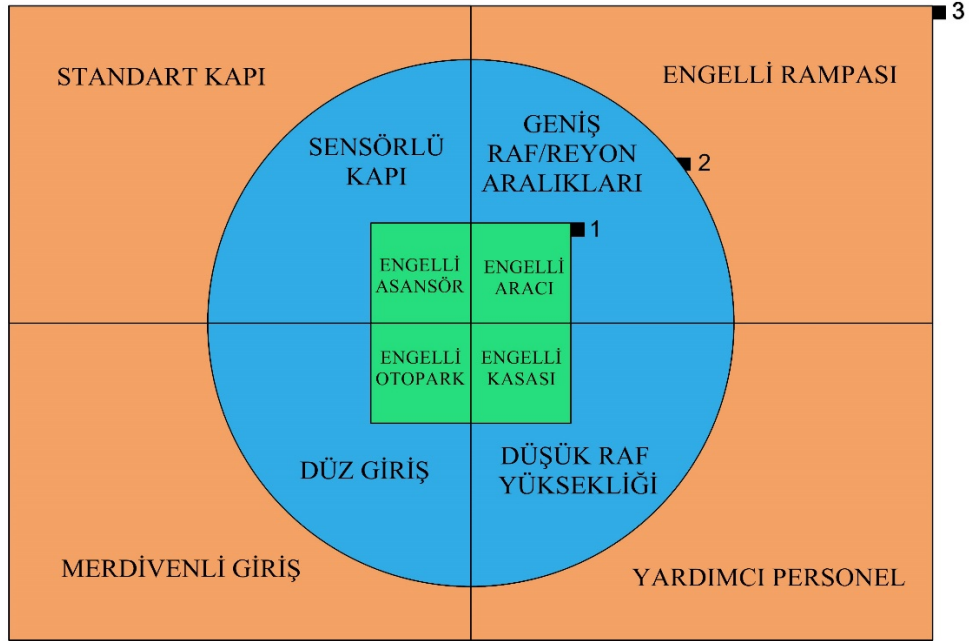 3
STANDART KAPI
ENGELLİ RAMPASI
SENSÖRLÜ
KAPI
GENİŞ
RAF/REYON
ARALIKLARI
2
1
ENGELLİ
ASANSÖR
ENGELLİ
ARACI
ENGELLİ
OTOPARK
ENGELLİ
KASASI
DÜZ GİRİŞ
DÜŞÜK RAF
YÜKSEKLİĞİ
MERDİVENLİ GİRİŞ
YARDIMCI PERSONEL